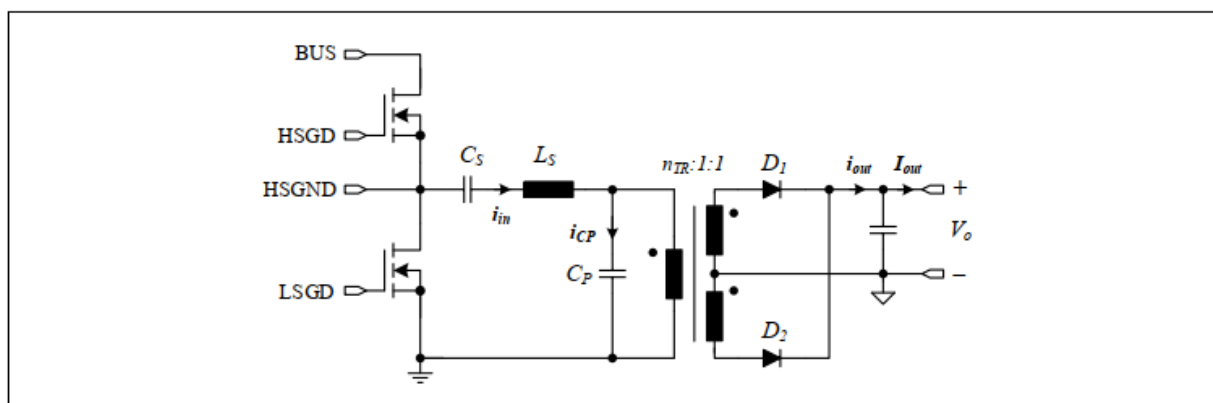 BUS
HSGD
HSGND
LSGD
C_S
L_S
i_in
i_CP
C_P
n_TR:1:1
D_1
D_2
i_out
I_out
+
V_o
–